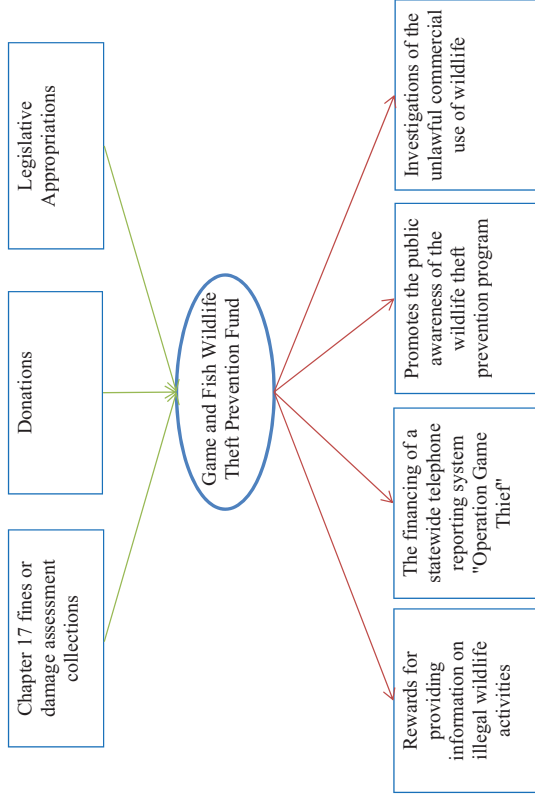 Chapter 17 fines or
damage assessment
collections
Donations
Legislative
Appropriations
Game and Fish Wildlife
Theft Prevention Fund
Rewards for
providing
information on
illegal wildlife
activities
The financing of a
statewide telephone
reporting system
"Operation Game
Thief"
Promotes the public
awareness of the
wildlife theft
prevention program
Investigations of the
unlawful commercial
use of wildlife